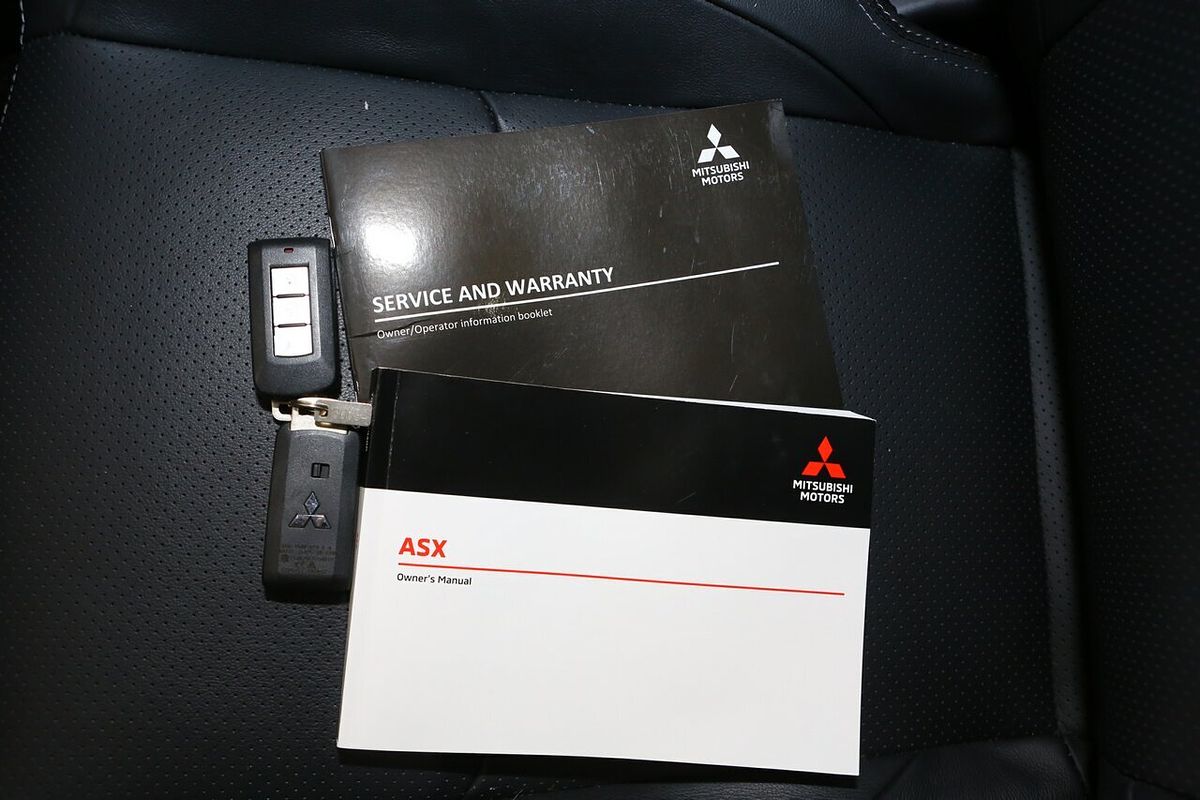 MITSUBISHI
MOTORS
SERVICE AND WARRANTY
Owner/Operator information booklet
MITSUBISHI
MOTORS
ASX
Owner's Manual